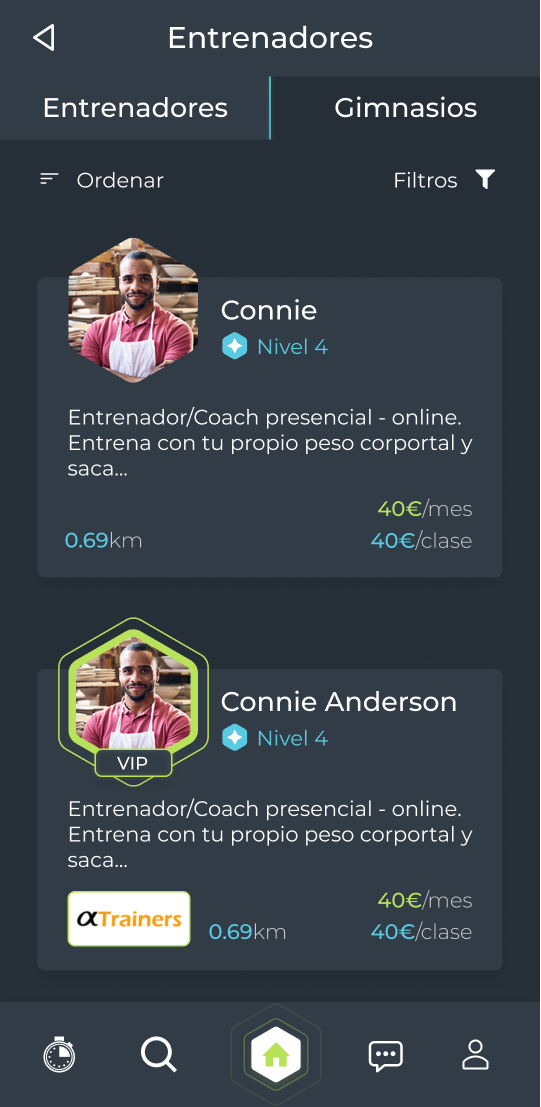 Entrenadores
Entrenadores
Gimnasios
Ordenar
Filtros
Connie
Nivel 4
Entrenador/Coach presencial - online.
Entrena con tu propio peso corportal y
saca...
40€/mes
0.69km
40€/clase
Connie Anderson
Nivel 4
VIP
Entrenador/Coach presencial - online.
Entrena con tu propio peso corportal y
saca...
40€/mes
αTrainers
0.69km
40€/clase